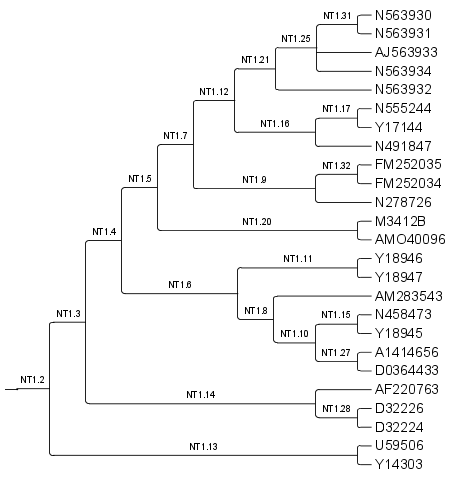 NT1.31 N563930
N563931
NT1.25
AJ563933
NT1.21
N563934
N563932
NT1.12
NT1.17 N555244
NT1.16 Y17144
NT1.7
N491847
NT1.32 FM252035
NT1.5 NT1.9 FM252034
N278726
NT1.20 M3412B
NT1.4
AMO40096
NT1.11 Y18946
Y18947
NT1.6
AM283543
NT1.3 NT1.8 NT1.15 N458473
NT1.10 Y18945
NT1.27 A1414656
D0364433
NT1.2
NT1.14 AF220763
NT1.28 D32226
D32224
NT1.13 U59506
Y14303